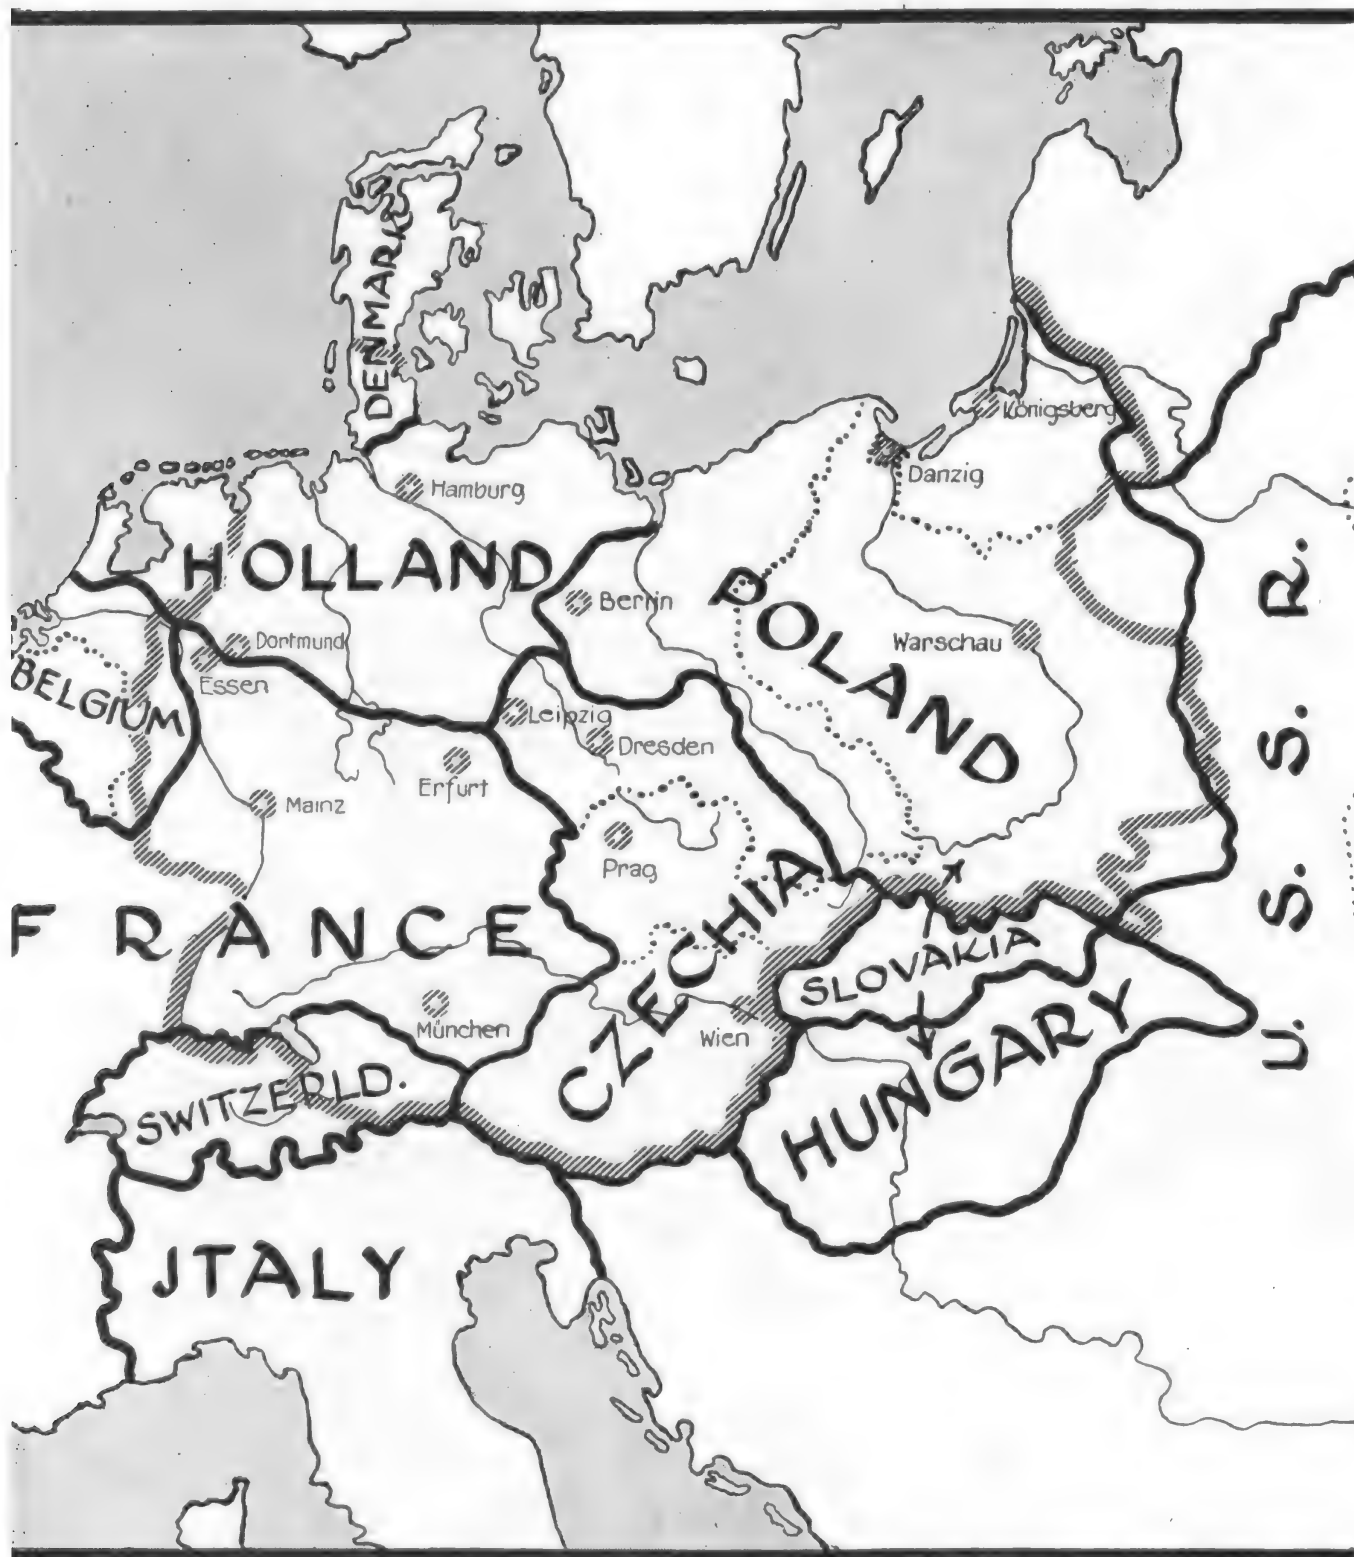 DENMARK
Königsberg
Danzig
Hamburg
HOLLAND
Berlin
POLAND
Warschau
Dortmund
Essen
BELGIUM
Leipzig
Dresden
Erfurt
Mainz
Prag
FRANCE
CZECHIA
SLOVAKIA
München
Wien
HUNGARY
SWITZERLD.
JTALY
U. S. S. R.